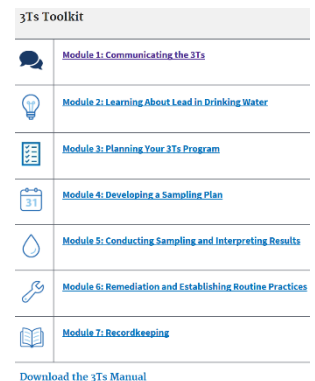 3Ts Toolkit
Module 1: Communicating the 3Ts
Module 2: Learning About Lead in Drinking Water
Module 3: Planning Your 3Ts Program
31
Module 4: Developing a Sampling Plan
Module 5: Conducting Sampling and Interpreting Results
Module 6: Remediation and Establishing Routine Practices
Module 7: Recordkeeping
Download the 3Ts Manual